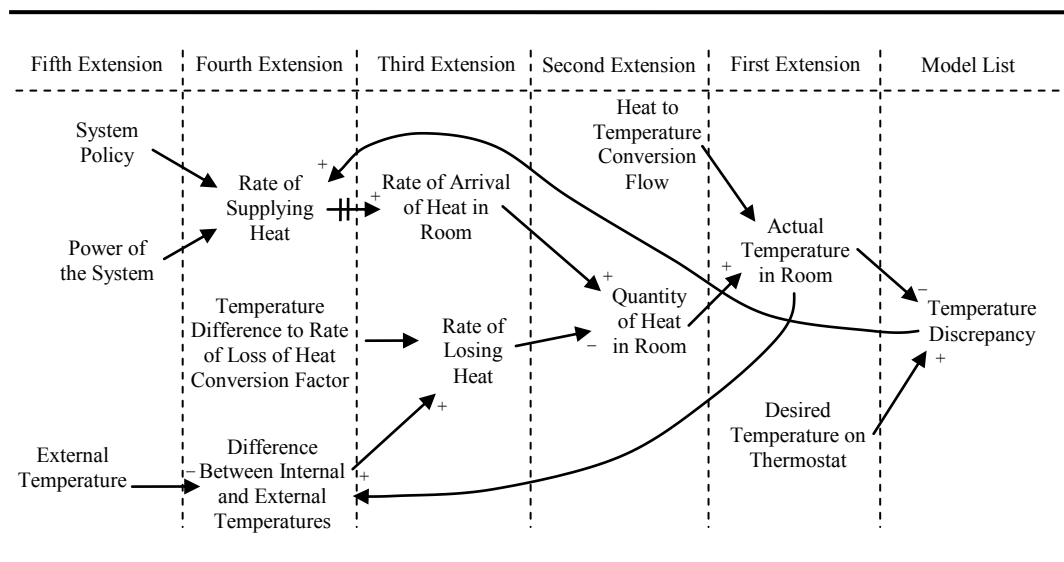 Fifth Extension
Fourth Extension
Third Extension
Second Extension
First Extension
Model List
System
Policy
Power of
the System
External
Temperature
+
Rate of
Supplying
Heat
Temperature
Difference to Rate
of Loss of Heat
Conversion Factor
–
Difference
Between Internal
and External
Temperatures
+
+
Rate of Arrival
of Heat in
Room
Rate of
Losing
Heat
+
+
–
Quantity
of Heat
in Room
Heat to
Temperature
Conversion
Flow
+
Actual
Temperature
in Room
Desired
Temperature on
Thermostat
–
Temperature
Discrepancy
+